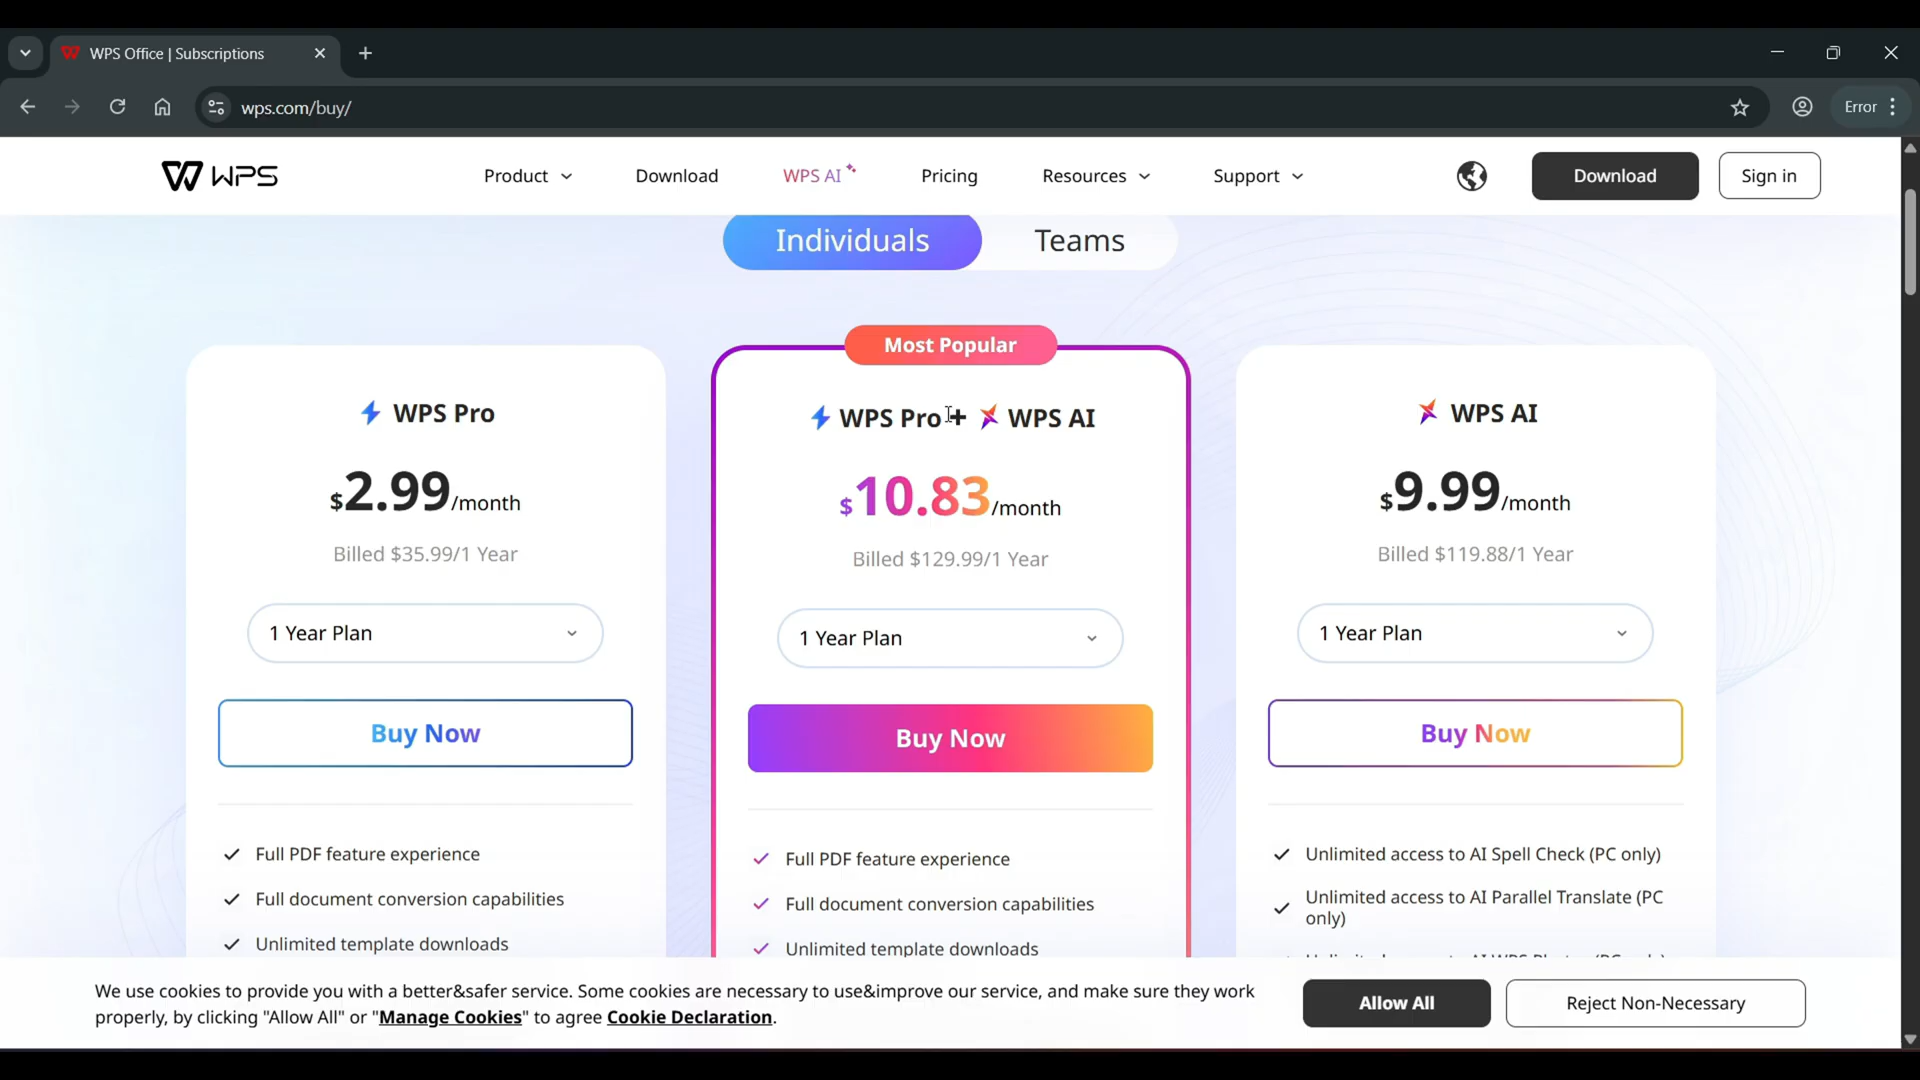 WPS Office | Subscriptions
wps.com/buy/
Error
WPS
Product
Download
WPS AI
Pricing
Resources
Support
Download
Sign in
Individuals
Teams
WPS Pro
$2.99/month
Billed $35.99/1 Year
1 Year Plan
Buy Now
Full PDF feature experience
Full document conversion capabilities
Unlimited template downloads
Most Popular
WPS Pro + WPS AI
$10.83/month
Billed $129.99/1 Year
1 Year Plan
Buy Now
Full PDF feature experience
Full document conversion capabilities
Unlimited template downloads
WPS AI
$9.99/month
Billed $119.88/1 Year
1 Year Plan
Buy Now
Unlimited access to AI Spell Check (PC only)
Unlimited access to AI Parallel Translate (PC
only)
We use cookies to provide you with a better&safer service. Some cookies are necessary to use&improve our service, and make sure they work
properly, by clicking "Allow All" or "Manage Cookies" to agree Cookie Declaration.
Allow All
Reject Non-Necessary